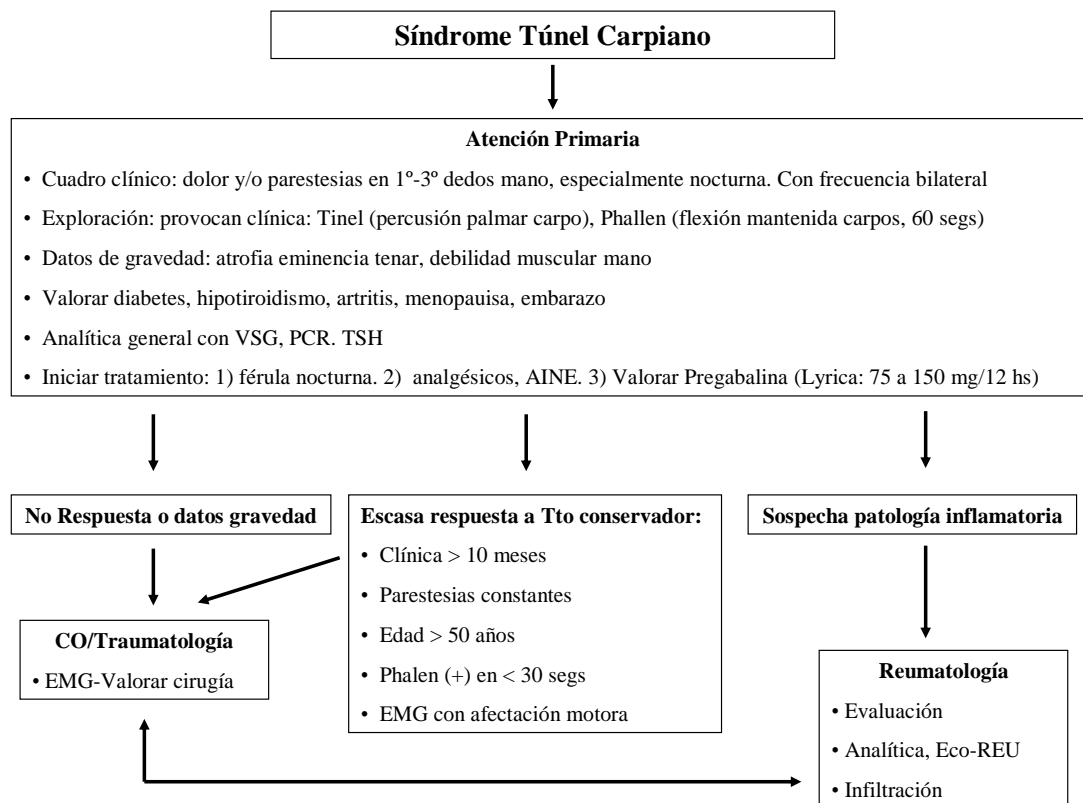 Síndrome Túnel Carpiano
Atención Primaria
• Cuadro clínico: dolor y/o parestesias en 1º-3º dedos mano, especialmente nocturna. Con frecuencia bilateral
• Exploración: provocan clínica: Tinel (percusión palmar carpo), Phallen (flexión mantenida carpos, 60 segs)
• Datos de gravedad: atrofia eminencia tenar, debilidad muscular mano
• Valorar diabetes, hipotiroidismo, artritis, menopauisa, embarazo
• Analítica general con VSG, PCR. TSH
• Iniciar tratamiento: 1) férula nocturna. 2) analgésicos, AINE. 3) Valorar Pregabalina (Lyrica: 75 a 150 mg/12 hs)
No Respuesta o datos gravedad
CO/Traumatología
• EMG-Valorar cirugía
Escasa respuesta a Tto conservador:
• Clínica > 10 meses
• Parestesias constantes
• Edad > 50 años
• Phalen (+) en < 30 segs
• EMG con afectación motora
Sospecha patología inflamatoria
Reumatología
• Evaluación
• Analítica, Eco-REU
• Infiltración